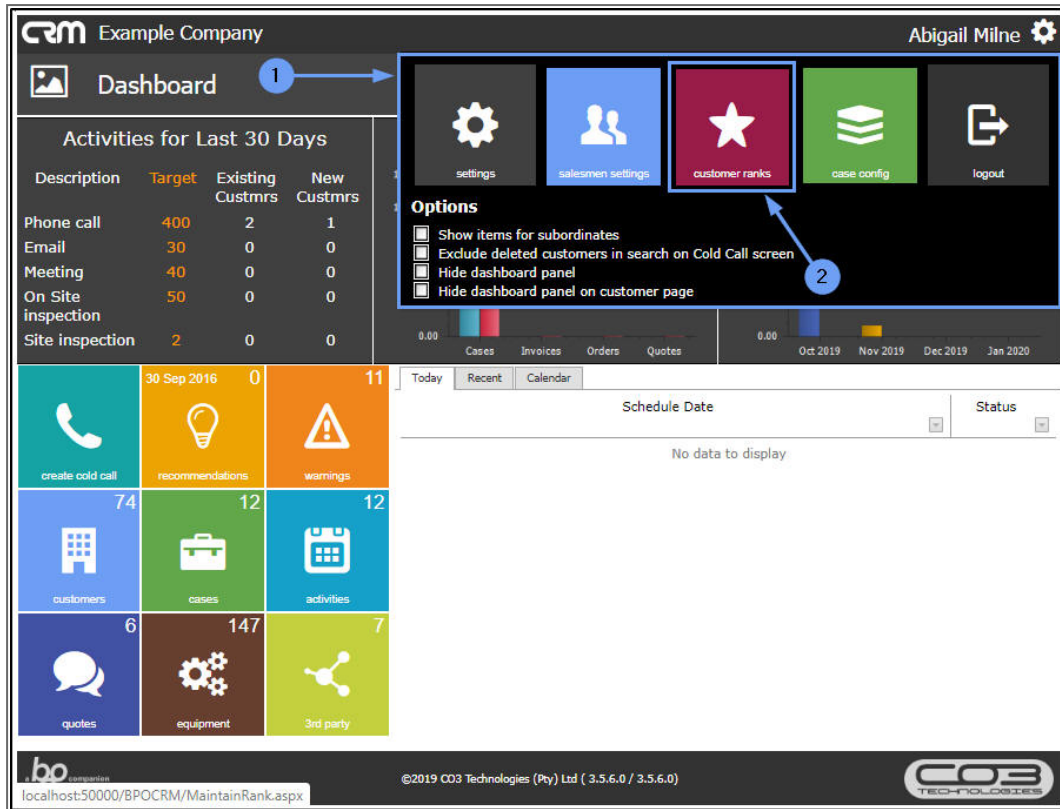 CRM Example Company
Abigail Milne
Dashboard
1
settings
salesmen settings
customer ranks
case config
logout
Options
Show items for subordinates
Exclude deleted customers in search on Cold Call screen
Hide dashboard panel
Hide dashboard panel on customer page
2
Activities for Last 30 Days
Description Target Existing Custmrs New Custmrs
Phone call 400 2 1
Email 30 0 0
Meeting 40 0 0
On Site inspection 50 0 0
Site inspection 2 0 0
0.00
Cases Invoices Orders Quotes
0.00
Oct 2019 Nov 2019 Dec 2019 Jan 2020
create cold call
30 Sep 2016 0
recommendations
11
warnings
74
customers
12
cases
12
activities
6
quotes
147
equipment
7
3rd party
Today Recent Calendar
Schedule Date Status
No data to display
a bp companion
©2019 CO3 Technologies (Pty) Ltd ( 3.5.6.0 / 3.5.6.0)
CO3 TECHNOLOGIES
localhost:50000/BPOCRM/MaintainRank.aspx